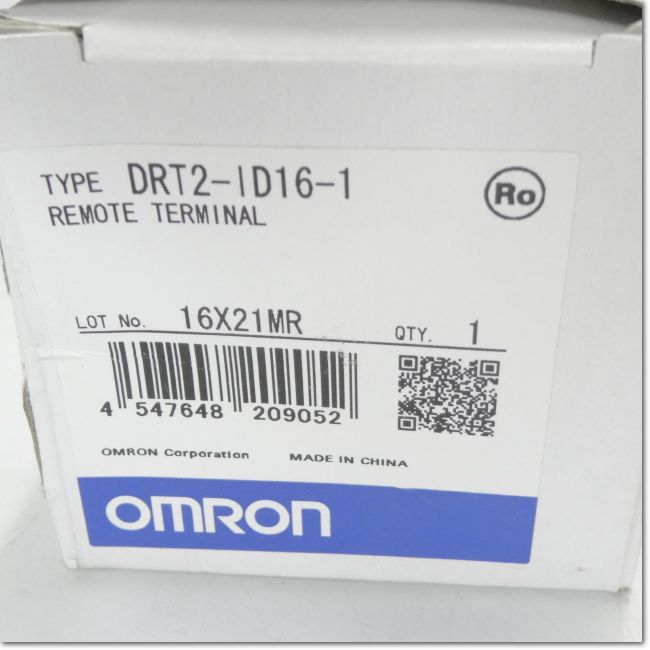 TYPE DRT2-ID16-1
REMOTE TERMINAL
Ro
LOT No. 16X21MR QTY. 1
4 547648 209052
OMRON Corporation MADE IN CHINA
OMRON